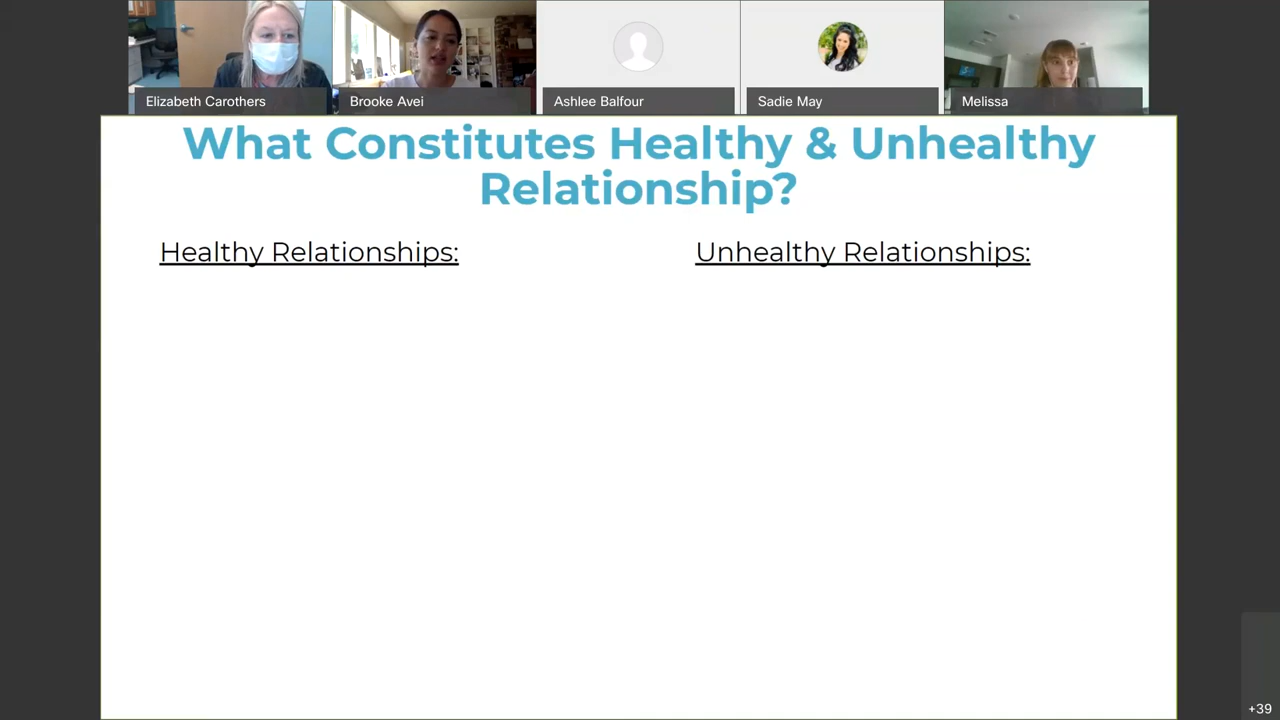 Elizabeth Carothers
Brooke Avei
Ashlee Balfour
Sadie May
Melissa
What Constitutes Healthy & Unhealthy
Relationship?
Healthy Relationships:
Unhealthy Relationships:
+39